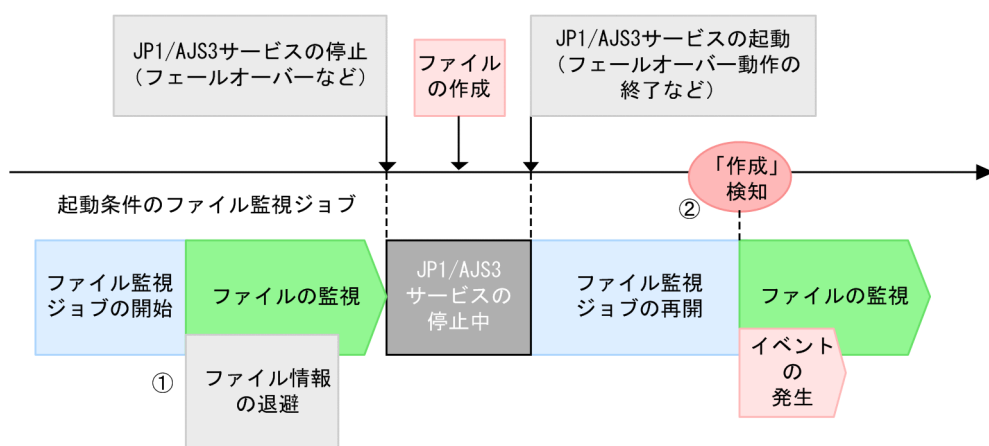 JP1/AJS3サービスの停止
(フェールオーバーなど)
ファイル
の作成
JP1/AJS3サービスの起動
(フェールオーバー動作の
終了など)
「作成」
検知
②
起動条件のファイル監視ジョブ
ファイル監視
ジョブの開始
ファイルの監視
JP1/AJS3
サービスの
停止中
ファイル監視
ジョブの再開
ファイルの監視
①
ファイル情報
の退避
イベント
の
発生